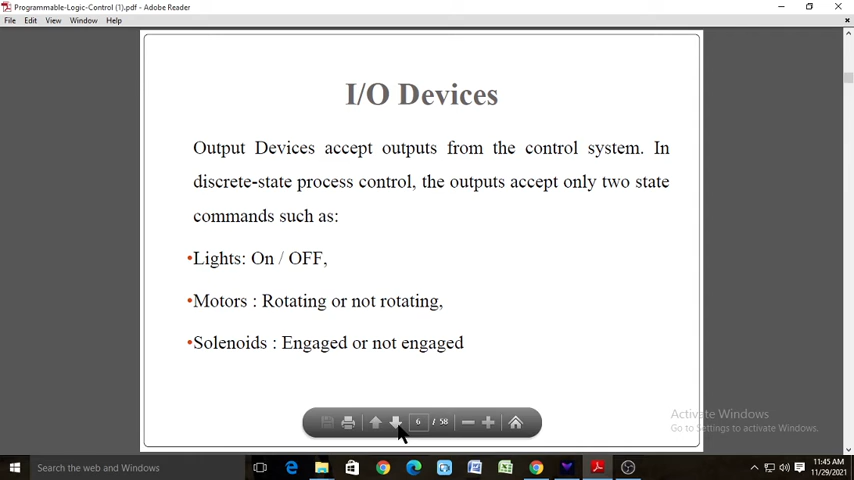 Programmable-Logic-Control (1).pdf - Adobe Reader
File Edit View Window Help
I/O Devices
Output Devices accept outputs from the control system. In
discrete-state process control, the outputs accept only two state
commands such as:
•Lights: On / OFF,
•Motors : Rotating or not rotating,
•Solenoids : Engaged or not engaged
6 / 58
Activate Windows
Go to Settings to activate Windows.
Search the web and Windows
11:45 AM
11/29/2021